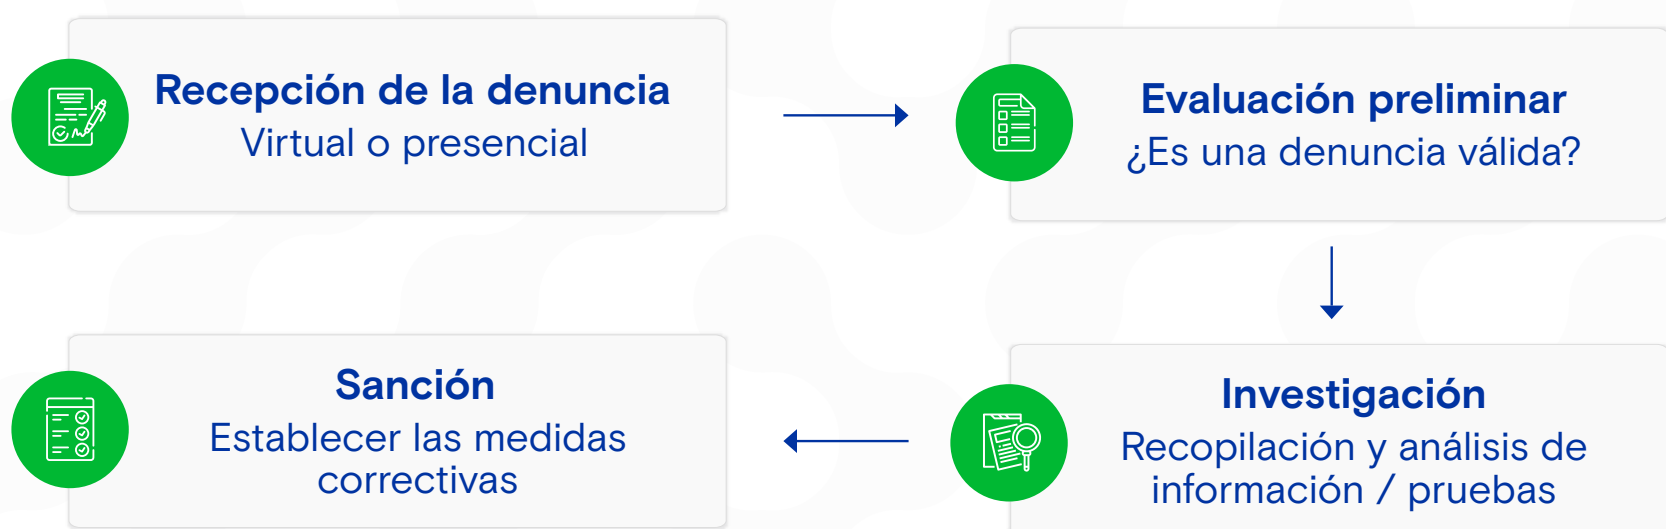 Recepción de la denuncia
Virtual o presencial
Evaluación preliminar
¿Es una denuncia válida?
Investigación
Recopilación y análisis de
información / pruebas
Sanción
Establecer las medidas
correctivas